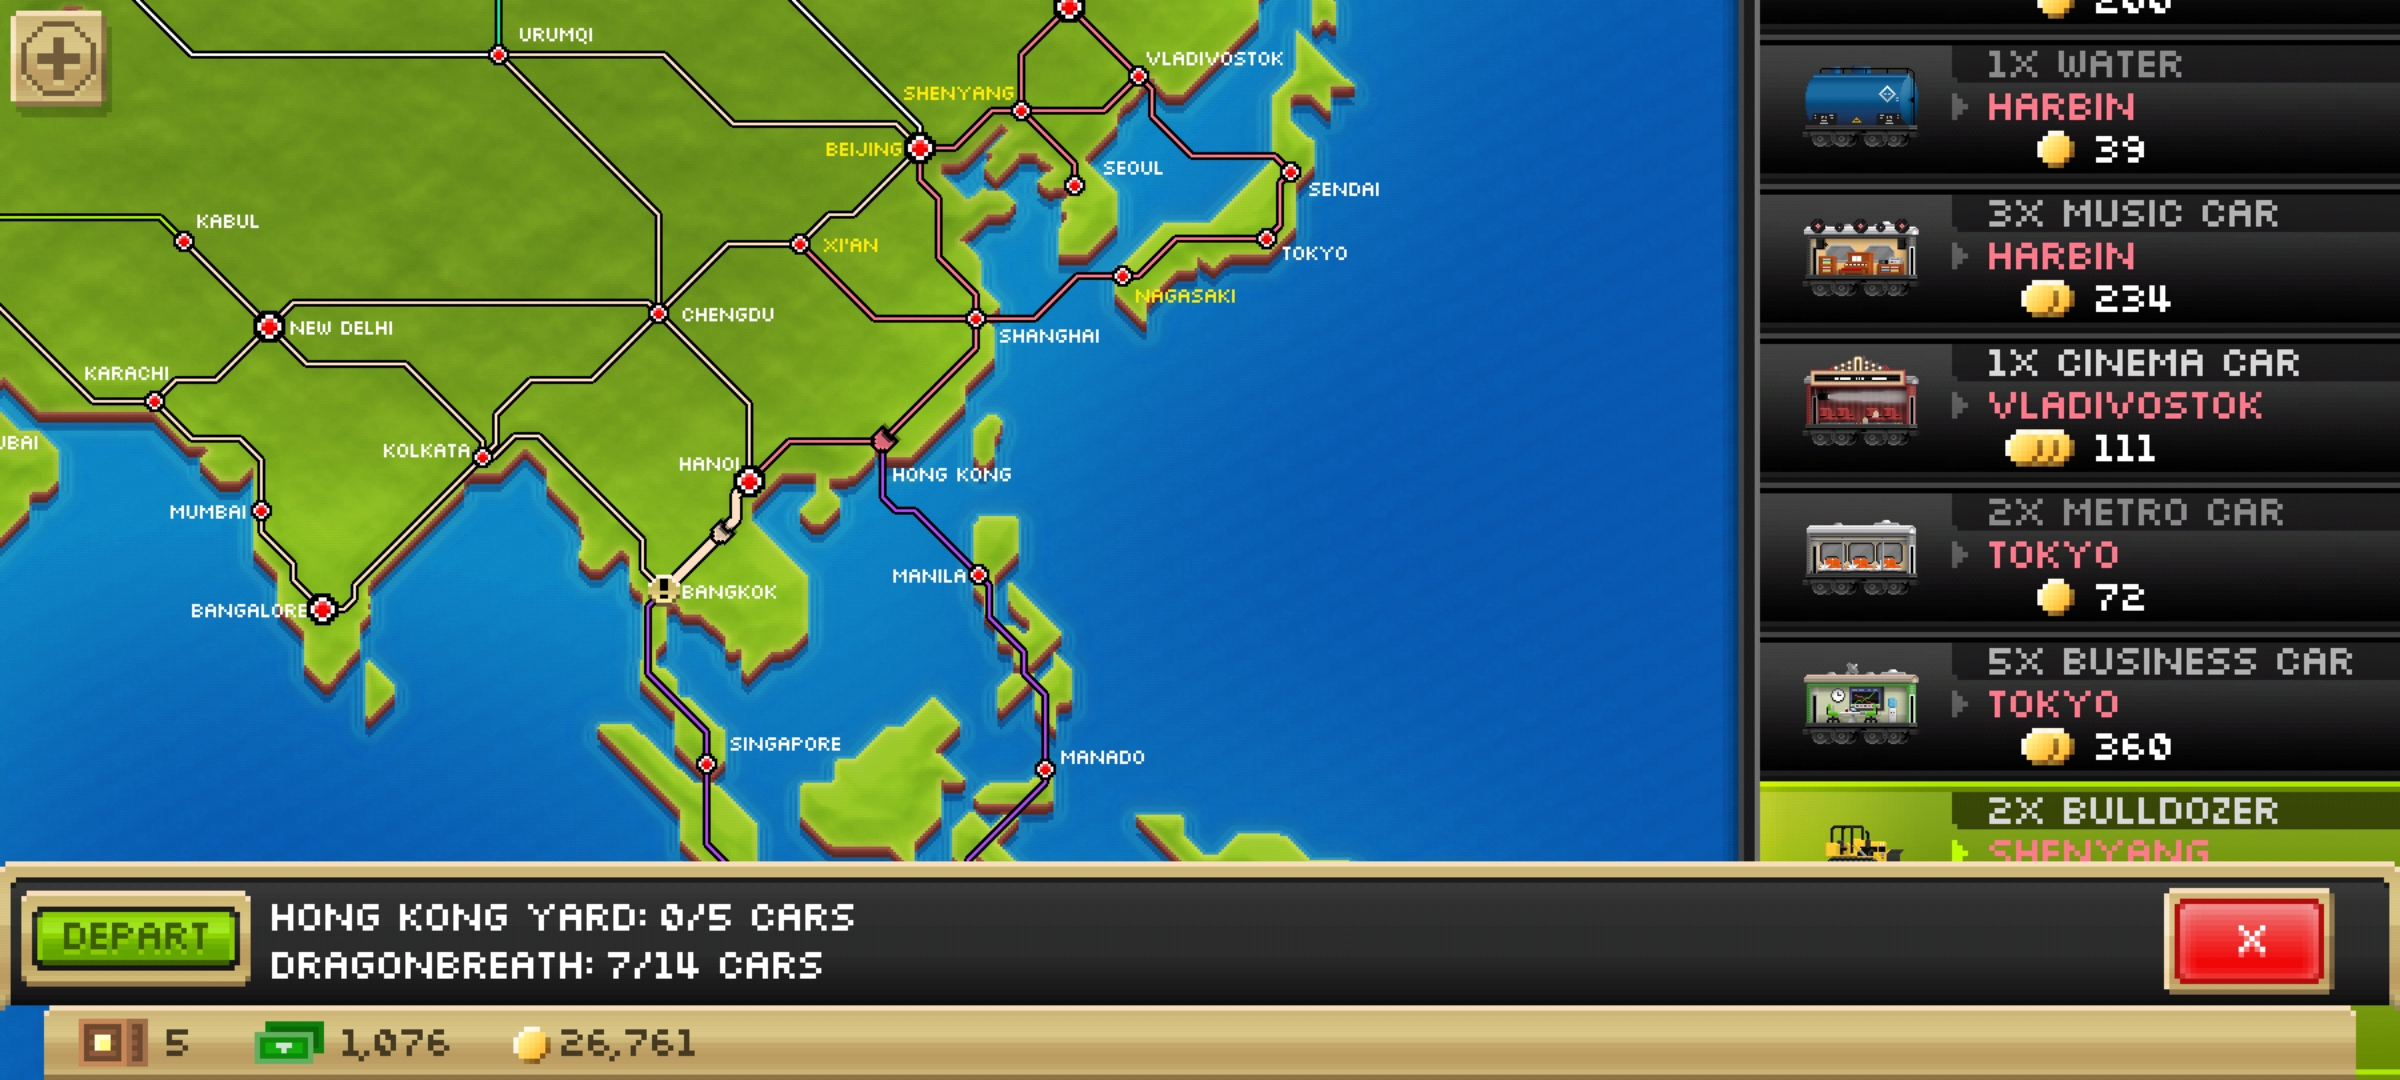 URUMQI
VLADIVOSTOK
SHENYANG
BEIJING
SEOUL
SENDAI
KABUL
XI'AN
TOKYO
NAGASAKI
NEW DELHI
CHENGDU
SHANGHAI
KARACHI
UBAI
KOLKATA
HANOI
HONG KONG
MUMBAI
MANILA
BANGKOK
BANGALORE
SINGAPORE
MANADO
200
1X WATER
HARBIN
39
3X MUSIC CAR
HARBIN
234
1X CINEMA CAR
VLADIVOSTOK
111
2X METRO CAR
TOKYO
72
5X BUSINESS CAR
TOKYO
360
2X BULLDOZER
SHENYANG
DEPART
HONG KONG YARD: 0/5 CARS
DRAGONBREATH: 7/14 CARS
X
5
1,076
26,761